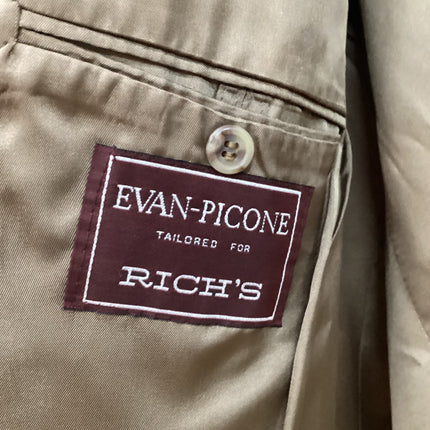 EVAN-PICONE
TAILORED FOR
RICH'S